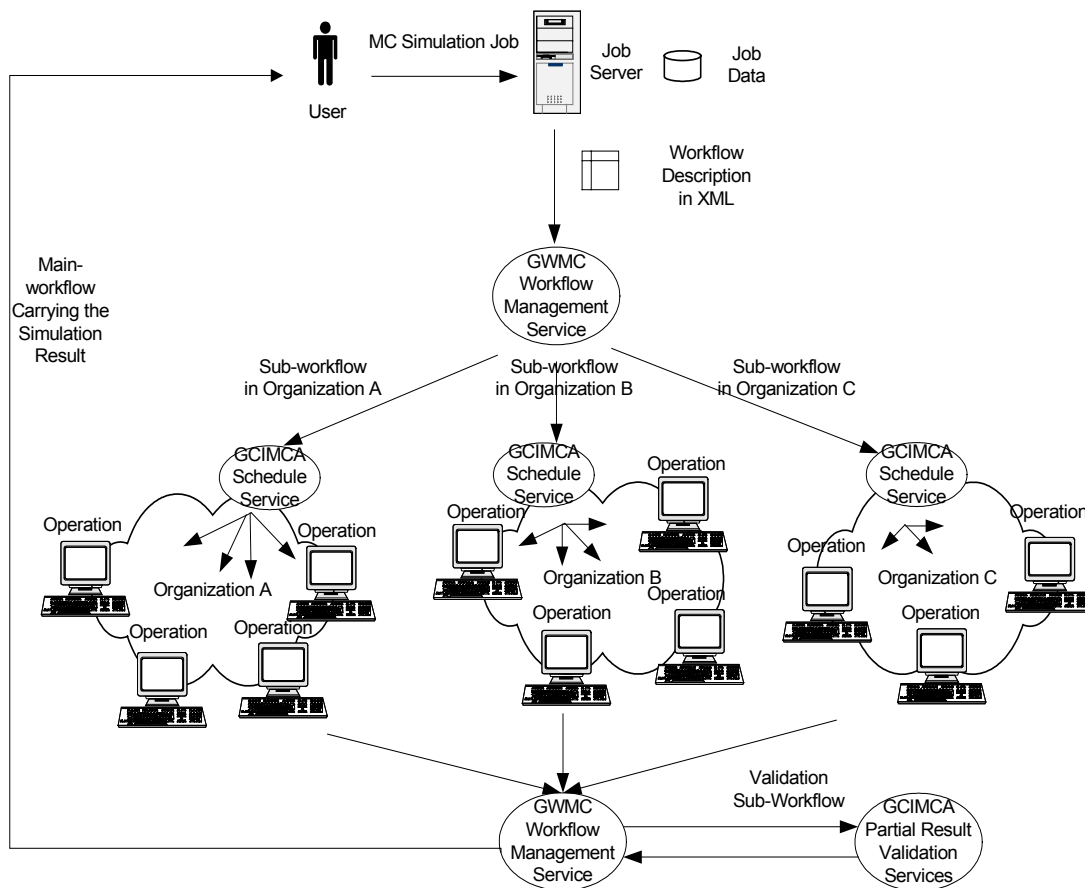 MC Simulation Job
User
Job
Server
Job
Data
Workflow
Description
in XML
GWMC
Workflow
Management
Service
Main-
workflow
Carrying the
Simulation
Result
Sub-workflow
in Organization A
Sub-workflow
in Organization B
Sub-workflow
in Organization C
GCIMCA
Schedule
Service
Operation
Operation
Organization A
Operation
Operation
GCIMCA
Schedule
Service
Operation
Operation
Organization B
Operation
Operation
GCIMCA
Schedule
Service
Operation
Operation
Organization C
Operation
GWMC
Workflow
Management
Service
Validation
Sub-Workflow
GCIMCA
Partial Result
Validation
Services